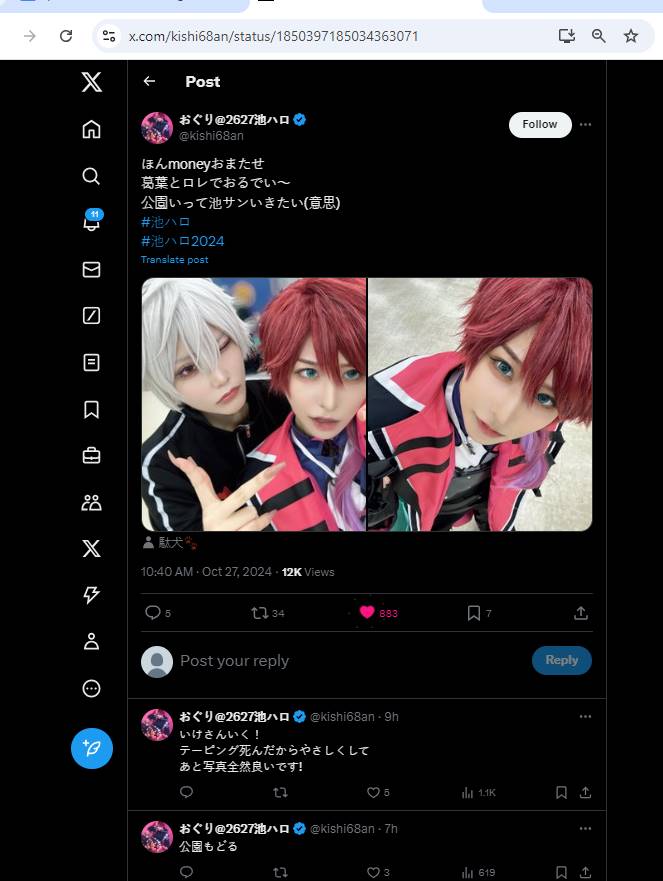 x.com/kishi68an/status/1850397185034363071
Post
おぐり@2627池ハロ
@kishi68an
Follow
ほんmoneyおまたせ
葛葉とロレでおるでい〜
公園いって池サンいきたい(意思)
#池ハロ
#池ハロ2024
Translate post
11
駄犬🐾
10:40 AM · Oct 27, 2024 · 12K Views
5 34 883 7
Post your reply
Reply
おぐり@2627池ハロ @kishi68an · 9h
いけさんいく！
テーピング死んだからやさしくして
あと写真全然良いです!
5 1.1K
おぐり@2627池ハロ @kishi68an · 7h
公園もどる
3 619